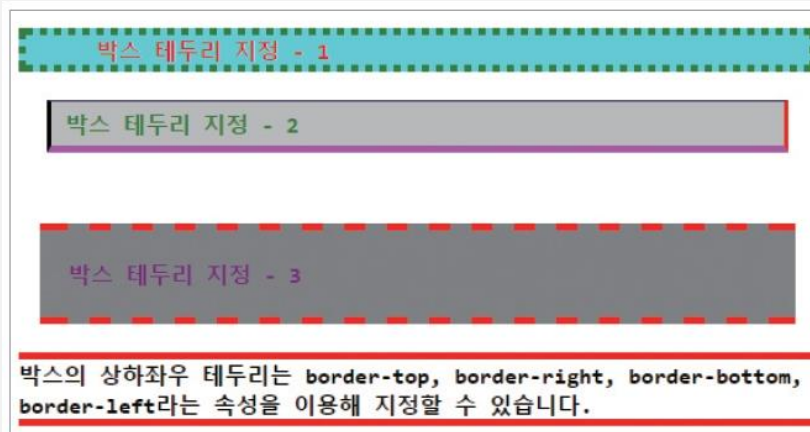 박스 테두리 지정 - 1
박스 테두리 지정 - 2
박스 테두리 지정 - 3
박스의 상하좌우 테두리는 border-top, border-right, border-bottom,
border-left라는 속성을 이용해 지정할 수 있습니다.